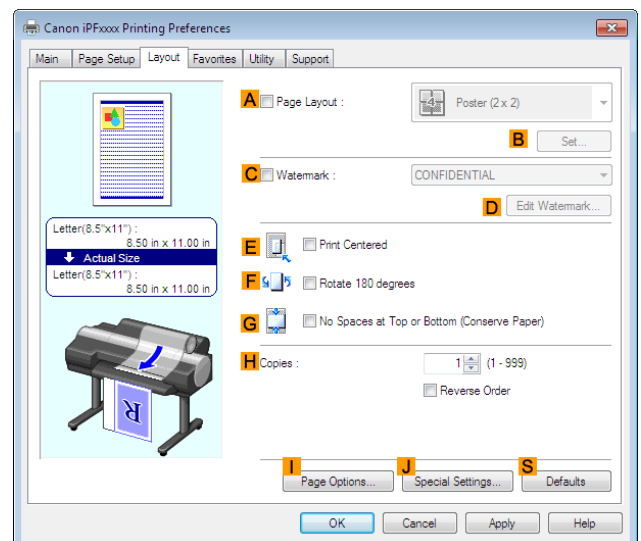 Canon iPFxxxx Printing Preferences
Main Page Setup Layout Favorites Utility Support
A Page Layout : 4 Poster (2 x 2)
B Set...
C Watermark : CONFIDENTIAL
D Edit Watermark...
Letter(8.5"x11") :
8.50 in x 11.00 in
Actual Size
Letter(8.5"x11") :
8.50 in x 11.00 in
E Print Centered
F Rotate 180 degrees
G No Spaces at Top or Bottom (Conserve Paper)
H Copies : 1 (1 - 999)
Reverse Order
R
I Page Options...
J Special Settings...
S Defaults
OK Cancel Apply Help